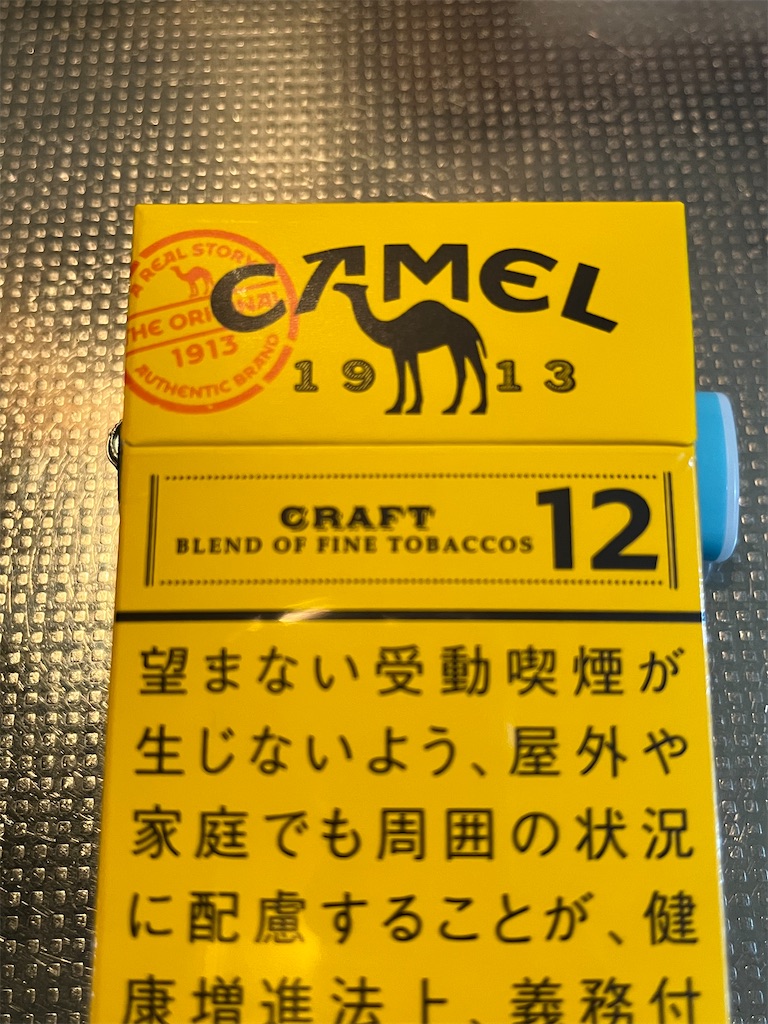 A REAL STORY
THE ORIGINAL
1913
AUTHENTIC BRAND
CAMEL
1913
CRAFT
BLEND OF FINE TOBACCOS
12
望まない受動喫煙が
生じないよう、屋外や
家庭でも周囲の状況
に配慮することが、健
康増進法上、義務付